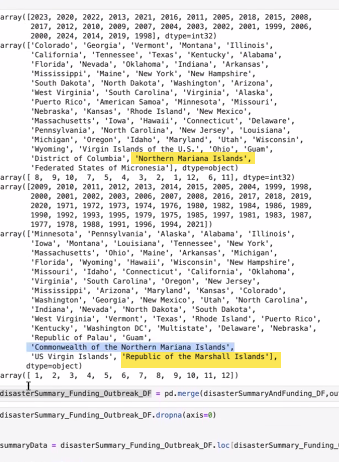 array([2023, 2020, 2022, 2013, 2021, 2016, 2011, 2005, 2018, 2015, 2008,
2017, 2012, 2010, 2009, 2007, 2004, 2003, 2002, 2001, 1999, 2006,
2000, 2024, 2014, 2019, 1998], dtype=int32)
array(['Colorado', 'Georgia', 'Vermont', 'Montana', 'Illinois',
'California', 'Tennessee', 'Texas', 'Kentucky', 'Alabama',
'Florida', 'Nevada', 'Oklahoma', 'Indiana', 'Arkansas',
'Mississippi', 'Maine', 'New York', 'New Hampshire',
'South Dakota', 'North Dakota', 'Washington', 'Arizona',
'West Virginia', 'South Carolina', 'Virginia', 'Alaska',
'Puerto Rico', 'American Samoa', 'Minnesota', 'Missouri',
'Nebraska', 'Kansas', 'Rhode Island', 'New Mexico',
'Massachusetts', 'Iowa', 'Hawaii', 'Connecticut', 'Delaware',
'Pennsylvania', 'North Carolina', 'New Jersey', 'Louisiana',
'Michigan', 'Oregon', 'Idaho', 'Maryland', 'Utah', 'Wisconsin',
'Wyoming', 'Virgin Islands of the U.S.', 'Ohio', 'Guam',
'District of Columbia', 'Northern Mariana Islands',
'Federated States of Micronesia'], dtype=object)
array([ 8, 9, 10, 7, 5, 4, 3, 2, 1, 12, 6, 11], dtype=int32)
array([2009, 2010, 2011, 2012, 2013, 2014, 2015, 2005, 2004, 1999, 1998,
2000, 2001, 2002, 2003, 2006, 2007, 2008, 2016, 2017, 2018, 2019,
2020, 1971, 1972, 1973, 1974, 1976, 1980, 1982, 1984, 1986, 1989,
1990, 1993, 1992, 1995, 1979, 1975, 1985, 1997, 1981, 1983, 1987,
1977, 1978, 1988, 1991, 1996, 1994, 2021])
array(['Minnesota', 'Pennsylvania', 'Alaska', 'Alabama', 'Illinois',
'Iowa', 'Montana', 'Louisiana', 'Tennessee', 'New York',
'Massachusetts', 'Ohio', 'Maine', 'Arkansas', 'Michigan',
'Florida', 'Wyoming', 'Hawaii', 'Wisconsin', 'New Hampshire',
'Missouri', 'Idaho', 'Connecticut', 'California', 'Oklahoma',
'Virginia', 'South Carolina', 'Oregon', 'Texas', 'Georgia',
'Mississippi', 'Arizona', 'Maryland', 'Kansas', 'Colorado',
'Washington', 'Georgia', 'New Mexico', 'Utah', 'North Carolina',
'Indiana', 'Nevada', 'North Dakota', 'South Dakota',
'West Virginia', 'Vermont', 'Texas', 'Rhode Island', 'Puerto Rico',
'Kentucky', 'Washington DC', 'Multistate', 'Delaware', 'Nebraska',
'Republic of Palau', 'Guam',
'Commonwealth of the Northern Mariana Islands',
'US Virgin Islands', 'Republic of the Marshall Islands'],
dtype=object)
array([ 1, 2, 3, 4, 5, 6, 7, 8, 9, 10, 11, 12])
disasterSummary_Funding_Outbreak_DF = pd.merge(disasterSummaryAndFunding_DF,ou
disasterSummary_Funding_Outbreak_DF.dropna(axis=0)
summaryData = disasterSummary_Funding_Outbreak_DF.loc[disasterSummary_Funding_O